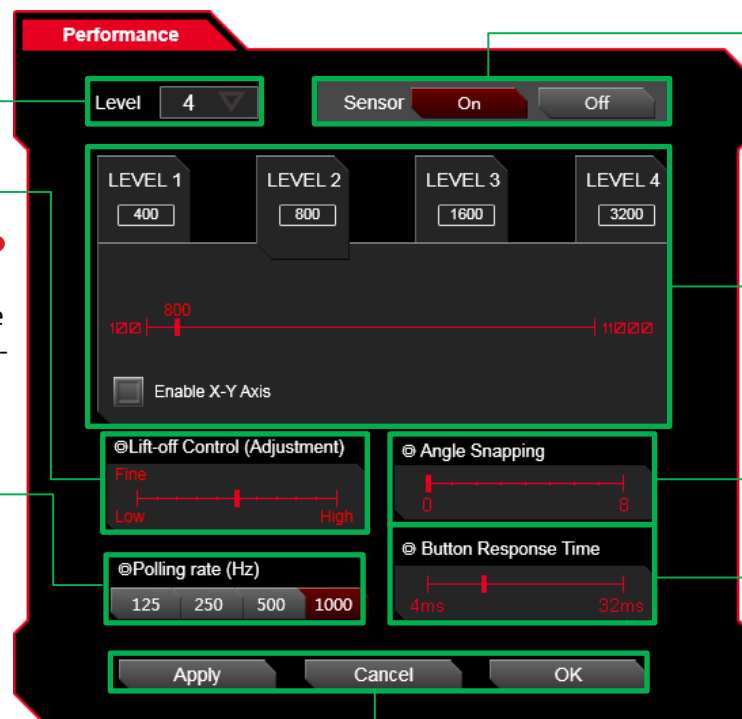 Performance
Level 4
Sensor On Off
LEVEL 1 LEVEL 2 LEVEL 3 LEVEL 4
400 800 1600 3200
800
100 11000
Enable X-Y Axis
Lift-off Control (Adjustment)
Fine
Low High
Angle Snapping
0 8
Polling rate (Hz)
125 250 500 1000
Button Response Time
4ms 32ms
Apply Cancel OK